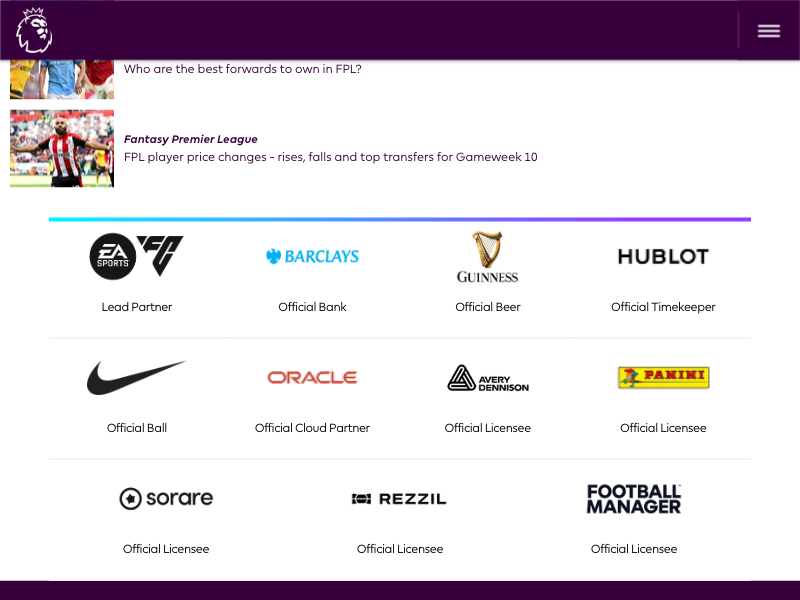 Who are the best forwards to own in FPL?
Fantasy Premier League
FPL player price changes - rises, falls and top transfers for Gameweek 10
EA SPORTS FC
BARCLAYS
GUINNESS
HUBLOT
Lead Partner
Official Bank
Official Beer
Official Timekeeper
ORACLE
AVERY DENNISON
PANINI
Official Ball
Official Cloud Partner
Official Licensee
Official Licensee
sorare
REZZIL
FOOTBALL MANAGER
Official Licensee
Official Licensee
Official Licensee